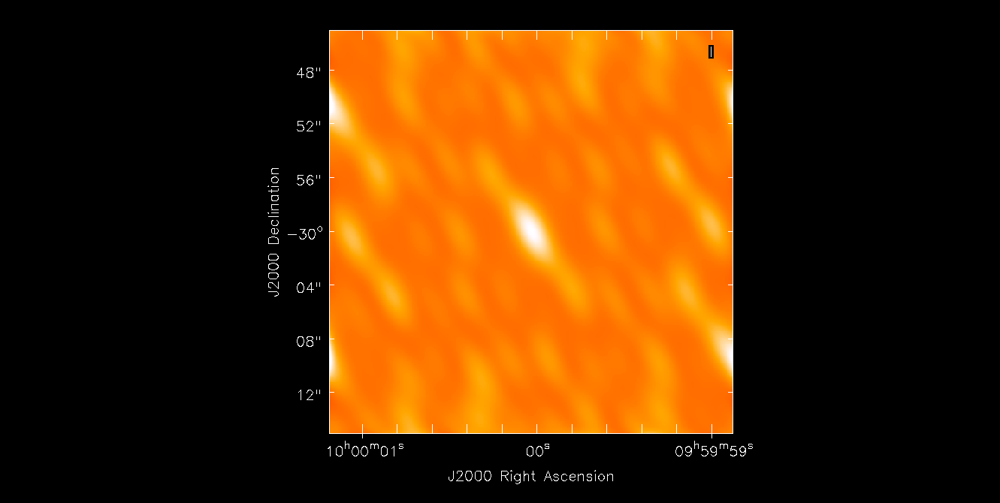 I
48"
52"
56"
-30°
04"
08"
12"
J2000 Declination
10ʰ00ᵐ01ˢ 00ˢ 09ʰ59ᵐ59ˢ
J2000 Right Ascension